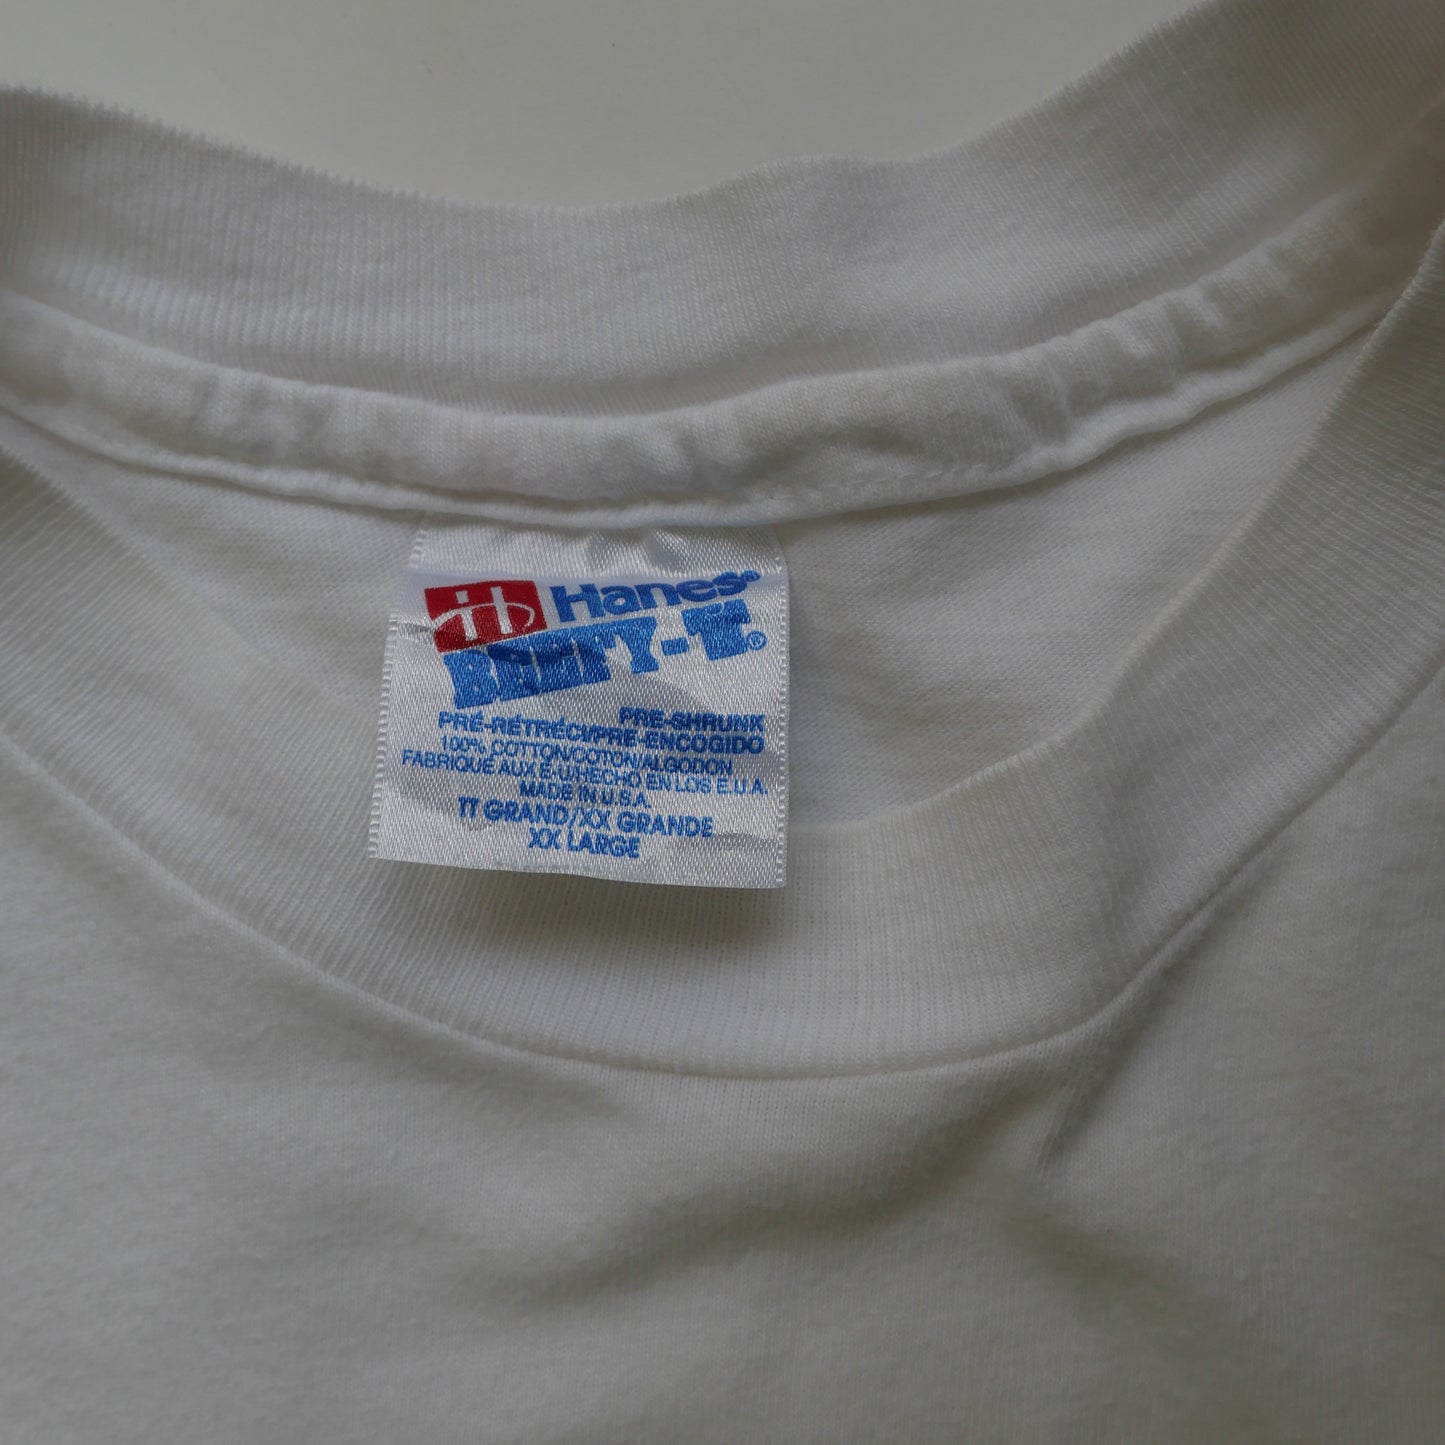 Hanes®
BEEFY-T®
PRE-SHRUNK
PRÉ-RÉTRÉCI/PRE-ENCOGIDO
100% COTTON/COTON/ALGODON
FABRIQUÉ AUX É-U/HECHO EN LOS E.U.A.
MADE IN U.S.A.
TT GRAND/XX GRANDE
XX LARGE